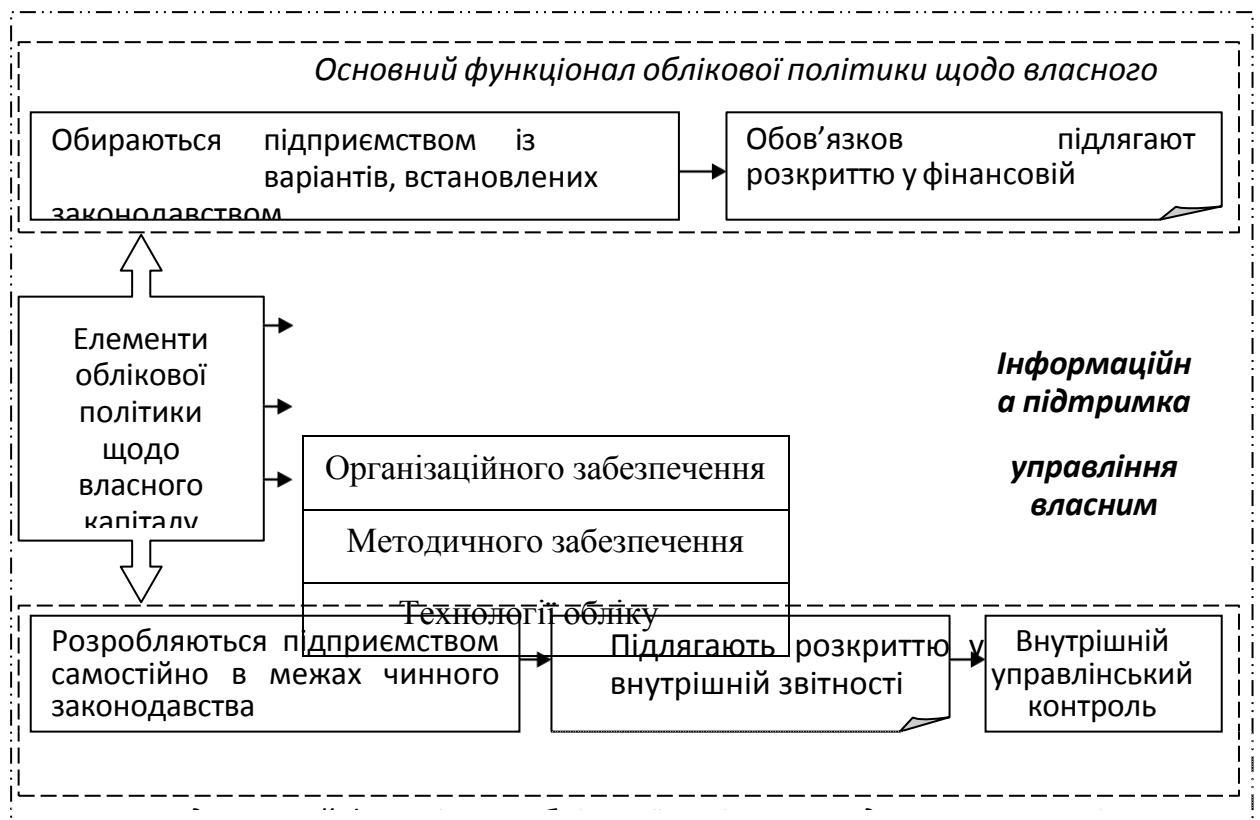 Основний функціонал облікової політики щодо власного
Обираються підприємством із
варіантів, встановлених
законодавством
Обов’язков підлягают
розкриттю у фінансовій
Елементи
облікової
політики
щодо
власного
капіталу
Інформаційн
а підтримка
управління
власним
Організаційного забезпечення
Методичного забезпечення
Технології обліку
Розробляються підприємством
самостійно в межах чинного
законодавства
Підлягають розкриттю у
внутрішній звітності
Внутрішній
управлінський
контроль